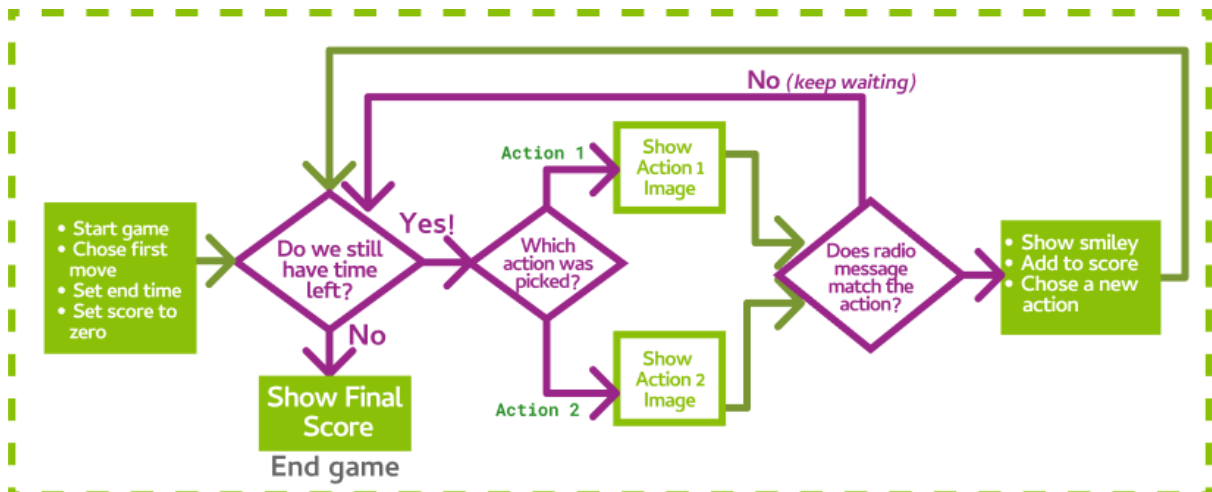 No (keep waiting)
Action 1
Show
Action 1
Image
• Start game
• Chose first
move
• Set end time
• Set score to
zero
Do we still
have time
left?
Yes!
Which
action was
picked?
Does radio
message
match the
action?
• Show smiley
• Add to score
• Chose a new
action
No
Show Final
Score
End game
Show
Action 2
Image
Action 2